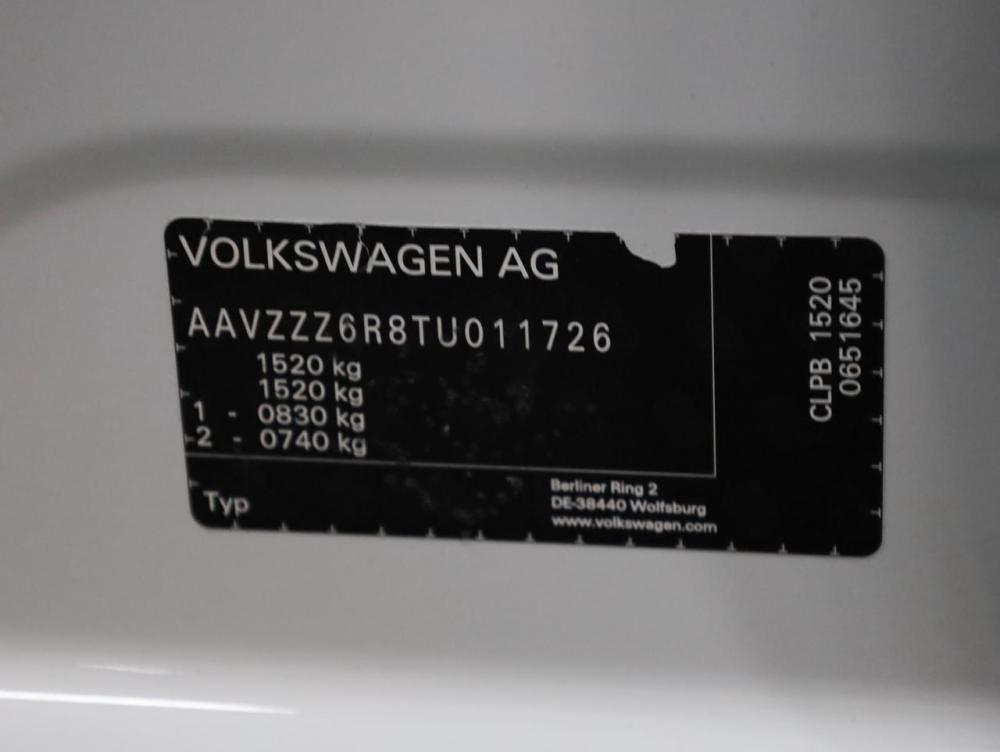 VOLKSWAGEN AG
AAVZZZ6R8TU011726
1520 kg
1520 kg
1 - 0830 kg
2 - 0740 kg
Typ
Berliner Ring 2
DE-38440 Wolfsburg
www.volkswagen.com
CLPB 1520
0651645